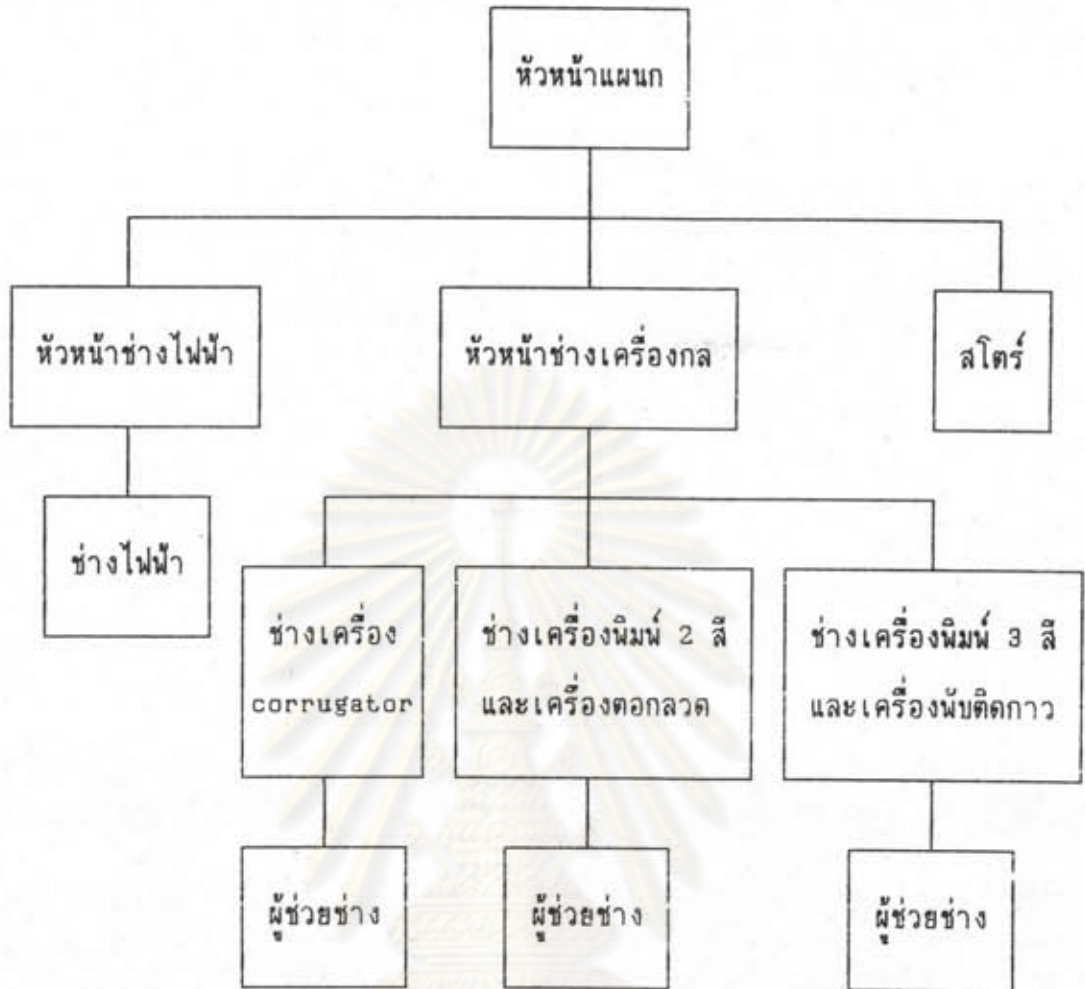 หัวหน้าแผนก
หัวหน้าช่างไฟฟ้า
หัวหน้าช่างเครื่องกล
สโตร์
ช่างไฟฟ้า
ช่างเครื่อง
corrugator
ช่างเครื่องพิมพ์ 2 สี
และเครื่องตอกลวด
ช่างเครื่องพิมพ์ 3 สี
และเครื่องพับติดกาว
ผู้ช่วยช่าง
ผู้ช่วยช่าง
ผู้ช่วยช่าง